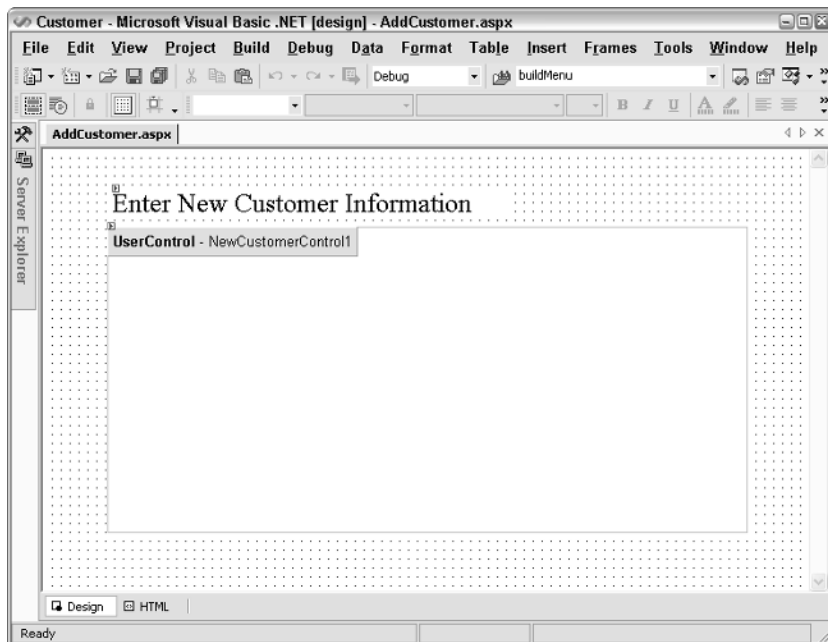 Customer - Microsoft Visual Basic .NET [design] - AddCustomer.aspx
File Edit View Project Build Debug Data Format Table Insert Frames Tools Window Help
Debug buildMenu
B I U A
AddCustomer.aspx
Server Explorer
Enter New Customer Information
UserControl - NewCustomerControl1
Design HTML
Ready